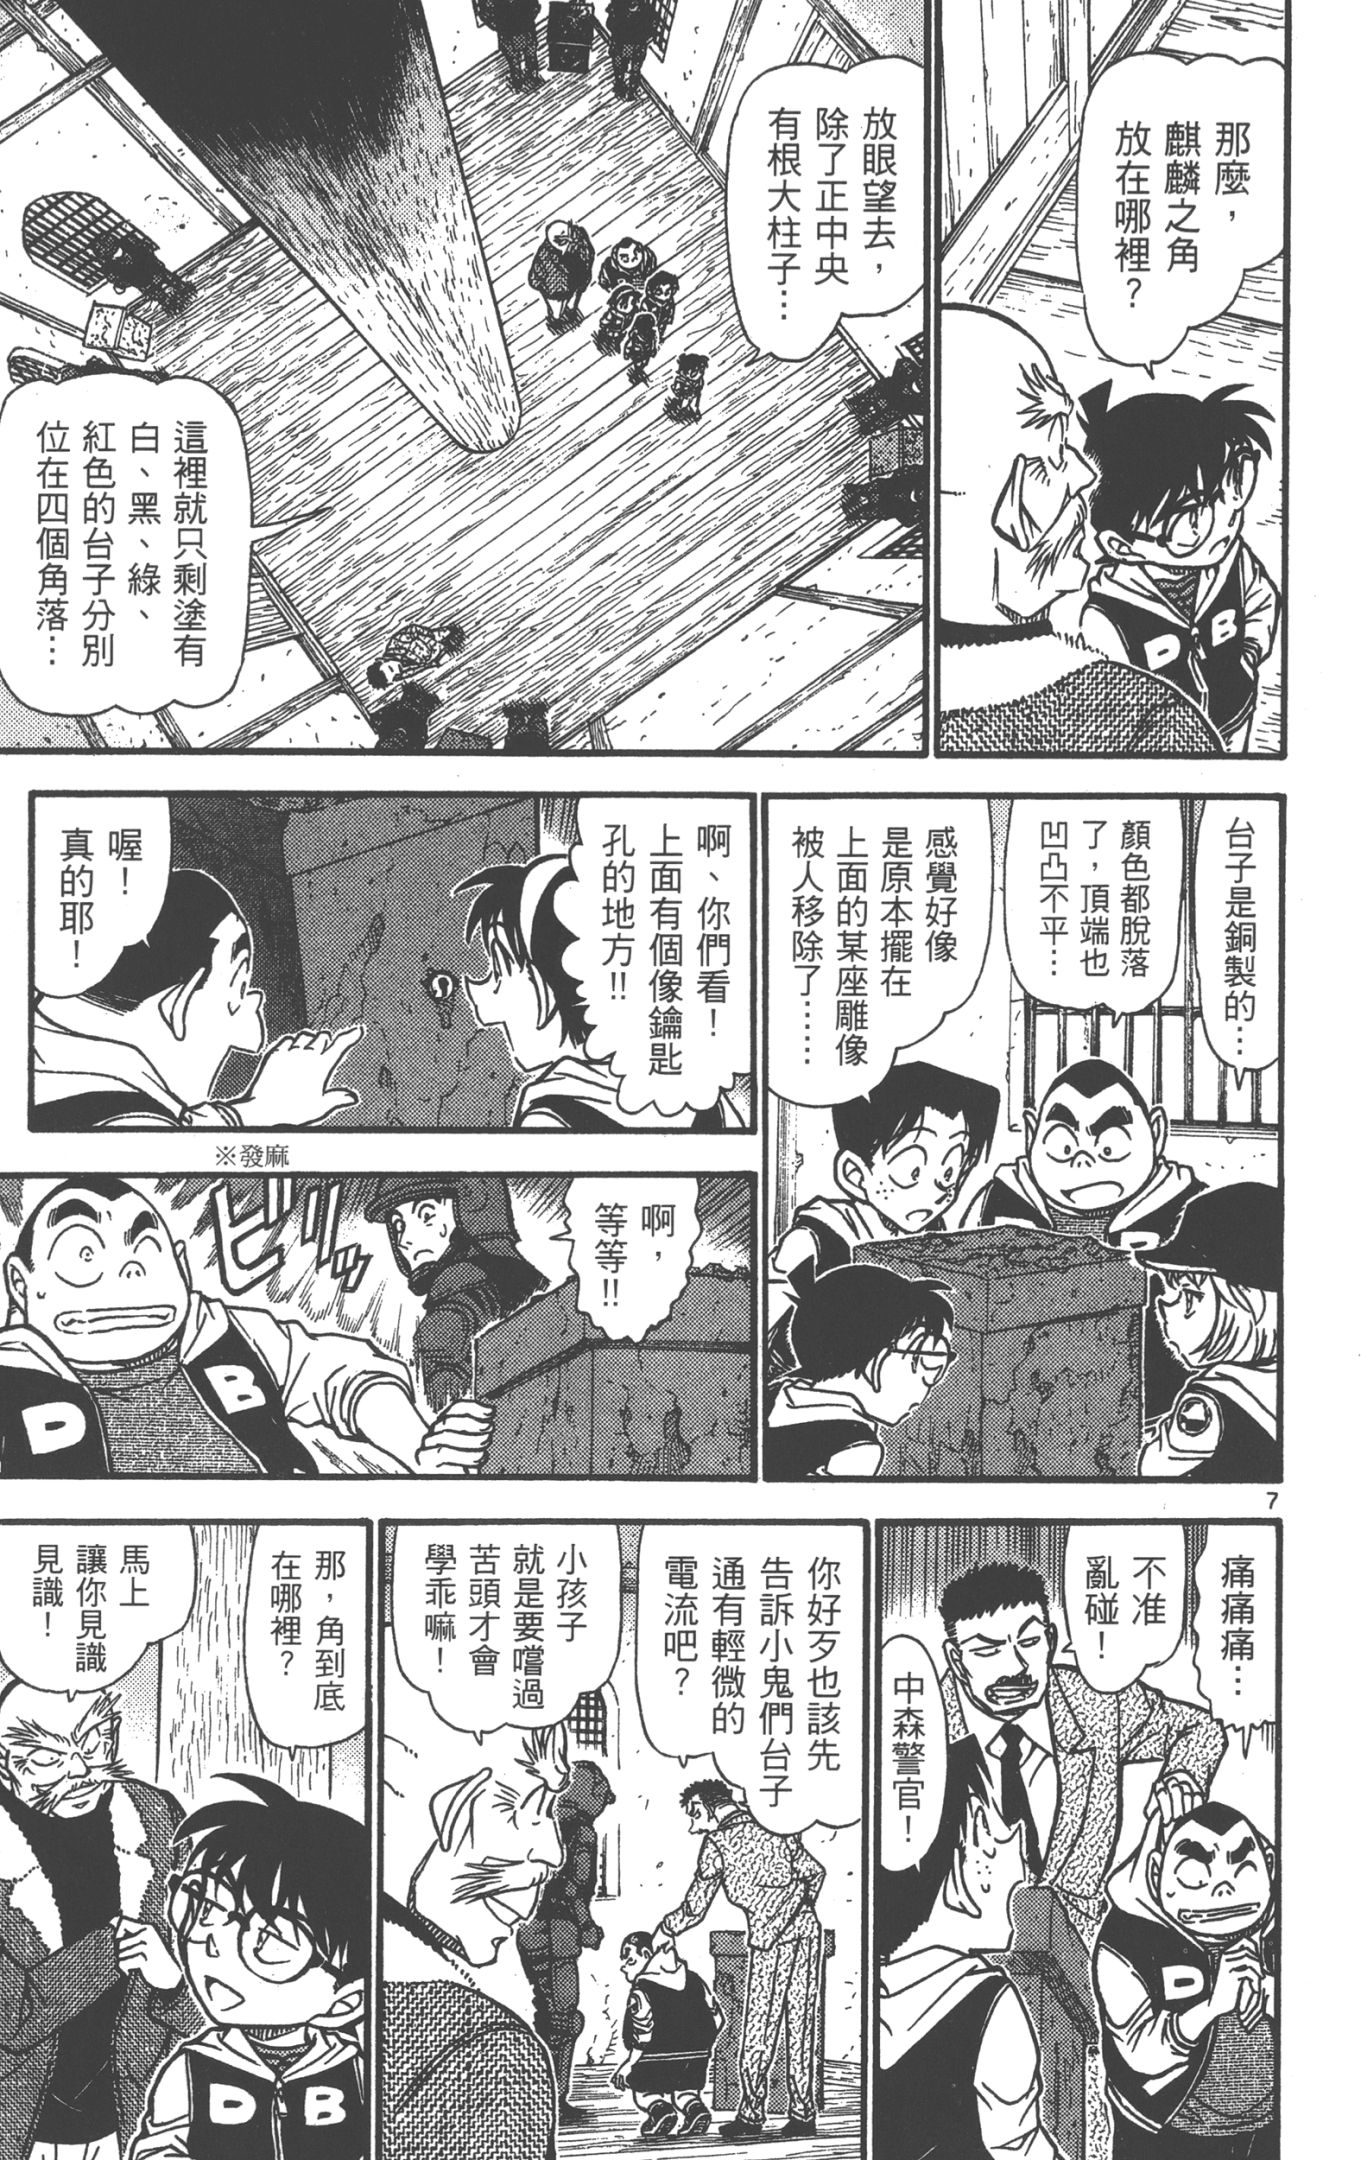 那麼，
麒麟之角
放在哪裡？
放眼望去，
除了正中央
有根大柱子…
這裡就只剩塗有
白、黑、綠、
紅色的台子分別
位在四個角落…
台子是銅製的…
顏色都脫落
了，頂端也
凹凸不平…
感覺好像
是原本擺在
上面的某座雕像
被人移除了……
啊、你們看！
上面有個像鑰匙
孔的地方!!
喔！
真的耶！
※發麻
ビリッ
啊，
等等!!
7
痛痛痛…
不准
亂碰！
中森警官！
你好歹也該先
告訴小鬼們台子
通有輕微的
電流吧？
小孩子
就是要嚐過
苦頭才會
學乖嘛！
那，角到底
在哪裡？
馬上
讓你見識
見識！
D
B
D
B
D
D
B